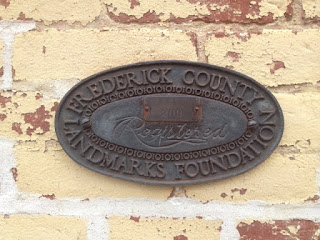 FREDERICK COUNTY
Registered
LANDMARKS FOUNDATION